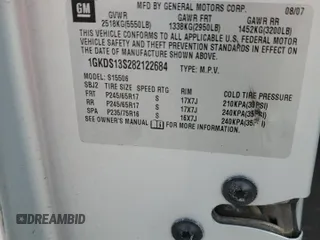 GM
MFD BY GENERAL MOTORS CORP. 08/07
GVWR GAWR FRT GAWR RR
2518KG(5550LB) 1338KG(2950LB) 1452KG(3200LB)
THIS VEHICLE CONFORMS TO ALL APPLICABLE U.S. FEDERAL
MOTOR VEHICLE SAFETY AND THEFT PREVENTION STANDARDS
IN EFFECT ON THE DATE OF MANUFACTURE SHOWN ABOVE.
1GKDS13S282122684 TYPE: M.P.V.
MODEL: S15506
SBJ2 TIRE SIZE SPEED RTG RIM COLD TIRE PRESSURE
FRT P245/65R17 S 17X7J 210KPA(30PSI)
RR P245/65R17 S 17X7J 240KPA(35
SPA P235/75R16 S 16X7J 240KPA(35
SEE OWNER'S MANUAL FOR ADDITIONAL
INFORMATION.
© DREAMBID